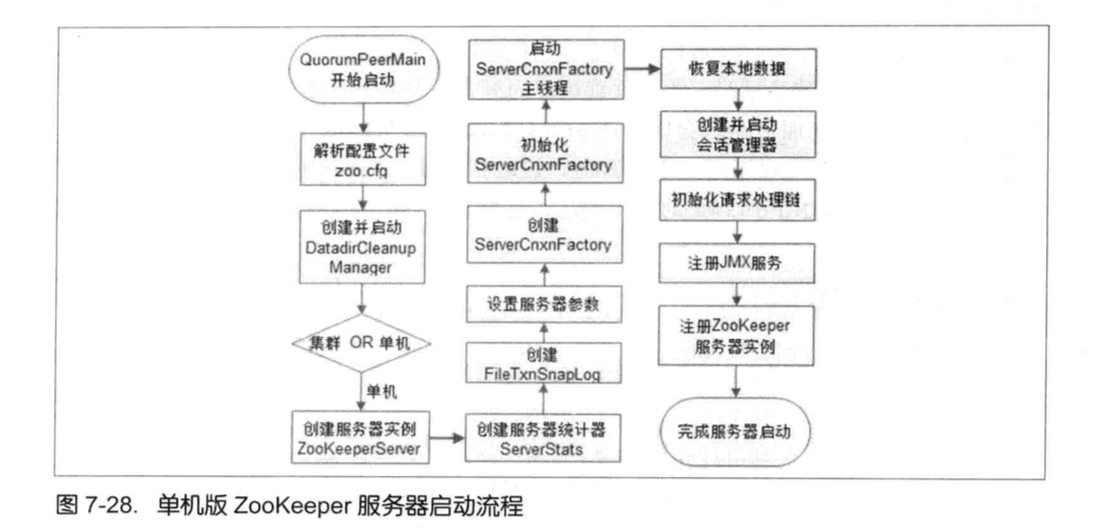 QuorumPeerMain
开始启动
解析配置文件
zoo.cfg
创建并启动
DatadirCleanup
Manager
集群 OR 单机
单机
创建服务器实例
ZooKeeperServer
创建服务器统计器
ServerStats
创建
FileTxnSnapLog
设置服务器参数
创建
ServerCnxnFactory
初始化
ServerCnxnFactory
启动
ServerCnxnFactory
主线程
恢复本地数据
创建并启动
会话管理器
初始化请求处理链
注册JMX服务
注册ZooKeeper
服务器实例
完成服务器启动
图 7-28. 单机版 ZooKeeper 服务器启动流程